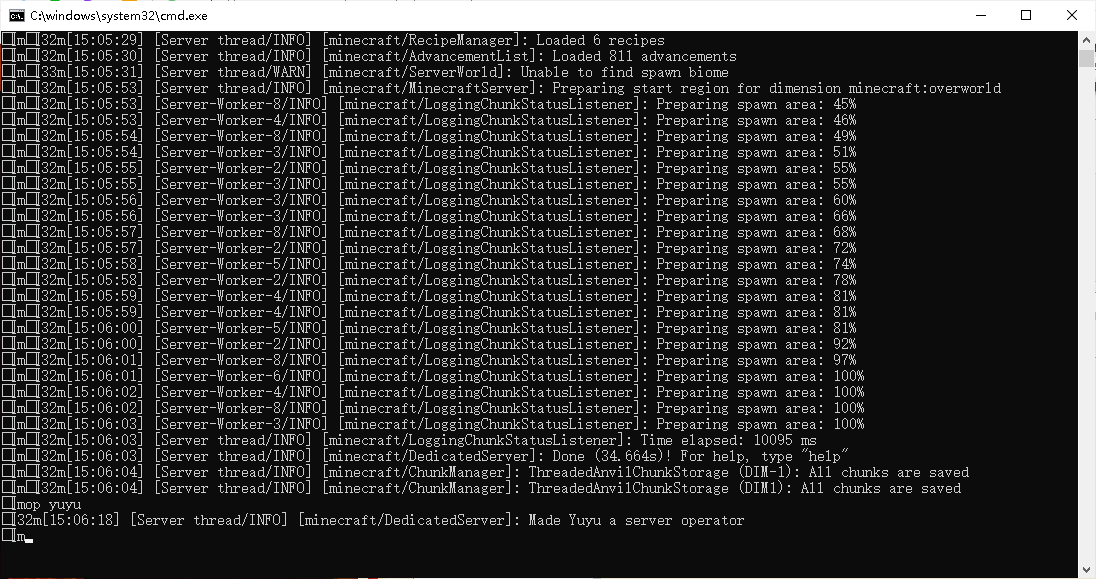 C:\windows\system32\cmd.exe
□[m□[32m[15:05:29] [Server thread/INFO] [minecraft/RecipeManager]: Loaded 6 recipes
□[m□[32m[15:05:30] [Server thread/INFO] [minecraft/AdvancementList]: Loaded 811 advancements
□[m□[33m[15:05:31] [Server thread/WARN] [minecraft/ServerWorld]: Unable to find spawn biome
□[m□[32m[15:05:53] [Server thread/INFO] [minecraft/MinecraftServer]: Preparing start region for dimension minecraft:overworld
□[m□[32m[15:05:53] [Server-Worker-8/INFO] [minecraft/LoggingChunkStatusListener]: Preparing spawn area: 45%
□[m□[32m[15:05:53] [Server-Worker-4/INFO] [minecraft/LoggingChunkStatusListener]: Preparing spawn area: 46%
□[m□[32m[15:05:54] [Server-Worker-8/INFO] [minecraft/LoggingChunkStatusListener]: Preparing spawn area: 49%
□[m□[32m[15:05:54] [Server-Worker-3/INFO] [minecraft/LoggingChunkStatusListener]: Preparing spawn area: 51%
□[m□[32m[15:05:55] [Server-Worker-2/INFO] [minecraft/LoggingChunkStatusListener]: Preparing spawn area: 55%
□[m□[32m[15:05:55] [Server-Worker-3/INFO] [minecraft/LoggingChunkStatusListener]: Preparing spawn area: 55%
□[m□[32m[15:05:56] [Server-Worker-3/INFO] [minecraft/LoggingChunkStatusListener]: Preparing spawn area: 60%
□[m□[32m[15:05:56] [Server-Worker-3/INFO] [minecraft/LoggingChunkStatusListener]: Preparing spawn area: 66%
□[m□[32m[15:05:57] [Server-Worker-8/INFO] [minecraft/LoggingChunkStatusListener]: Preparing spawn area: 68%
□[m□[32m[15:05:57] [Server-Worker-2/INFO] [minecraft/LoggingChunkStatusListener]: Preparing spawn area: 72%
□[m□[32m[15:05:58] [Server-Worker-5/INFO] [minecraft/LoggingChunkStatusListener]: Preparing spawn area: 74%
□[m□[32m[15:05:58] [Server-Worker-2/INFO] [minecraft/LoggingChunkStatusListener]: Preparing spawn area: 78%
□[m□[32m[15:05:59] [Server-Worker-4/INFO] [minecraft/LoggingChunkStatusListener]: Preparing spawn area: 81%
□[m□[32m[15:05:59] [Server-Worker-4/INFO] [minecraft/LoggingChunkStatusListener]: Preparing spawn area: 81%
□[m□[32m[15:06:00] [Server-Worker-5/INFO] [minecraft/LoggingChunkStatusListener]: Preparing spawn area: 81%
□[m□[32m[15:06:00] [Server-Worker-2/INFO] [minecraft/LoggingChunkStatusListener]: Preparing spawn area: 92%
□[m□[32m[15:06:01] [Server-Worker-8/INFO] [minecraft/LoggingChunkStatusListener]: Preparing spawn area: 97%
□[m□[32m[15:06:01] [Server-Worker-6/INFO] [minecraft/LoggingChunkStatusListener]: Preparing spawn area: 100%
□[m□[32m[15:06:02] [Server-Worker-4/INFO] [minecraft/LoggingChunkStatusListener]: Preparing spawn area: 100%
□[m□[32m[15:06:02] [Server-Worker-8/INFO] [minecraft/LoggingChunkStatusListener]: Preparing spawn area: 100%
□[m□[32m[15:06:03] [Server-Worker-3/INFO] [minecraft/LoggingChunkStatusListener]: Preparing spawn area: 100%
□[m□[32m[15:06:03] [Server thread/INFO] [minecraft/LoggingChunkStatusListener]: Time elapsed: 10095 ms
□[m□[32m[15:06:03] [Server thread/INFO] [minecraft/DedicatedServer]: Done (34.664s)! For help, type "help"
□[m□[32m[15:06:04] [Server thread/INFO] [minecraft/ChunkManager]: ThreadedAnvilChunkStorage (DIM-1): All chunks are saved
□[m□[32m[15:06:04] [Server thread/INFO] [minecraft/ChunkManager]: ThreadedAnvilChunkStorage (DIM1): All chunks are saved
□[mop yuyu
□[32m[15:06:18] [Server thread/INFO] [minecraft/DedicatedServer]: Made Yuyu a server operator
□[m